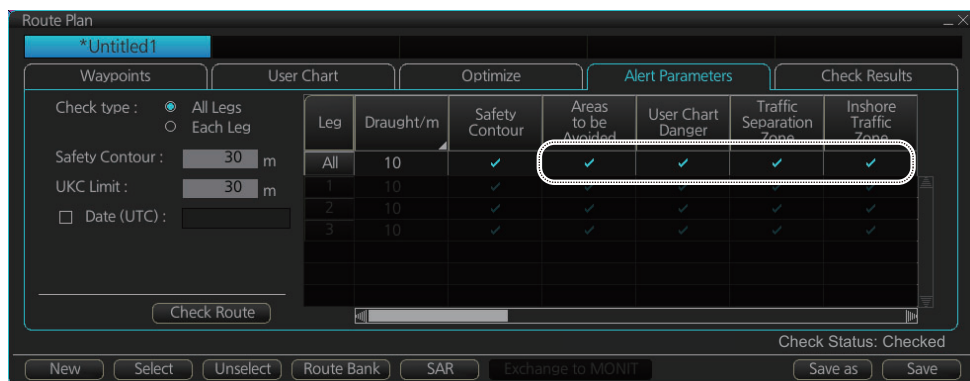 Route Plan
*Untitled1
Waypoints User Chart Optimize Alert Parameters Check Results
Check type : All Legs
Each Leg
Safety Contour : 30 m
UKC Limit : 30 m
Date (UTC) :
Check Route
Leg Draught/m Safety Contour Areas to be Avoided User Chart Danger Traffic Separation Zone Inshore Traffic Zone
All 10 ✓ ✓ ✓ ✓ ✓
1 10 ✓ ✓ ✓ ✓ ✓
2 10 ✓ ✓ ✓ ✓ ✓
3 10 ✓ ✓ ✓ ✓ ✓
Check Status: Checked
New Select Unselect Route Bank SAR Exchange to MONIT Save as Save